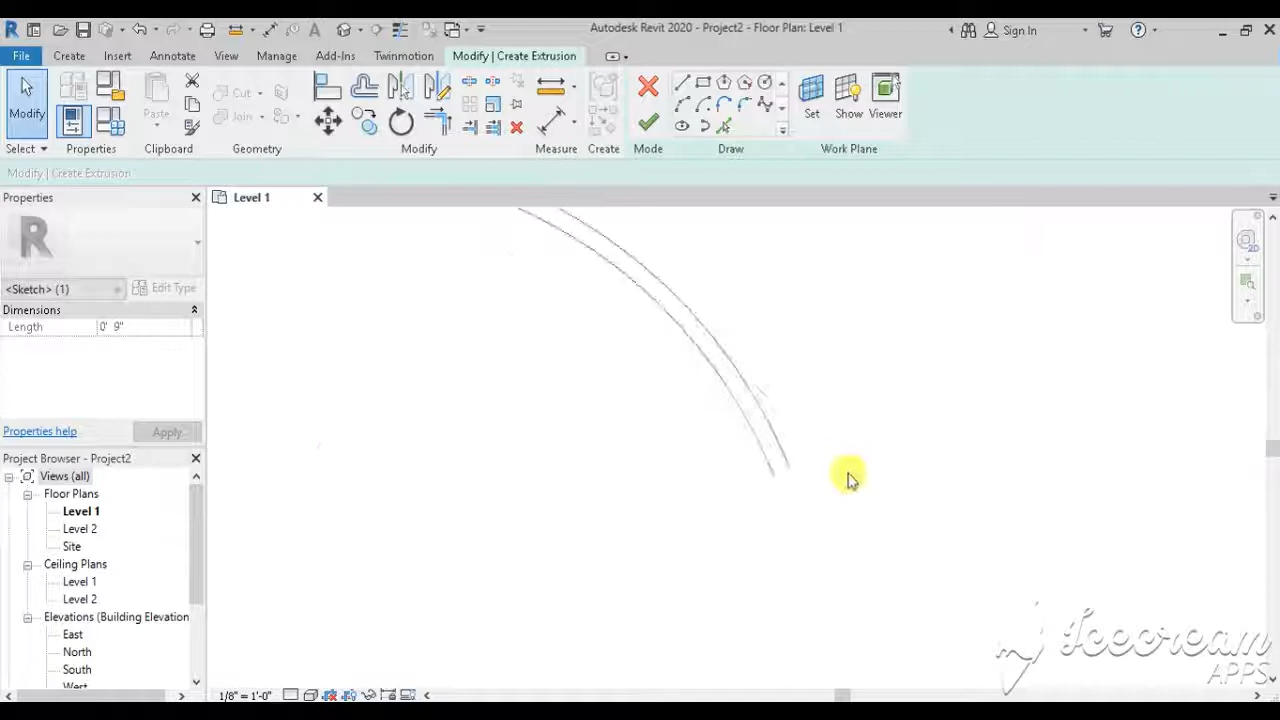 Autodesk Revit 2020 - Project2 - Floor Plan: Level 1
Sign In
File Create Insert Annotate View Manage Add-Ins Twinmotion Modify | Create Extrusion
Modify Paste Cut Join Set Show Viewer
Select Properties Clipboard Geometry Modify Measure Create Mode Draw Work Plane
Modify | Create Extrusion
Properties
Level 1
<Sketch> (1) Edit Type
Dimensions
Length 0' 9"
Properties help Apply
Project Browser - Project2
Views (all)
Floor Plans
Level 1
Level 2
Site
Ceiling Plans
Level 1
Level 2
Elevations (Building Elevation
East
North
South
West
1/8" = 1'-0"
Icecream
APPS